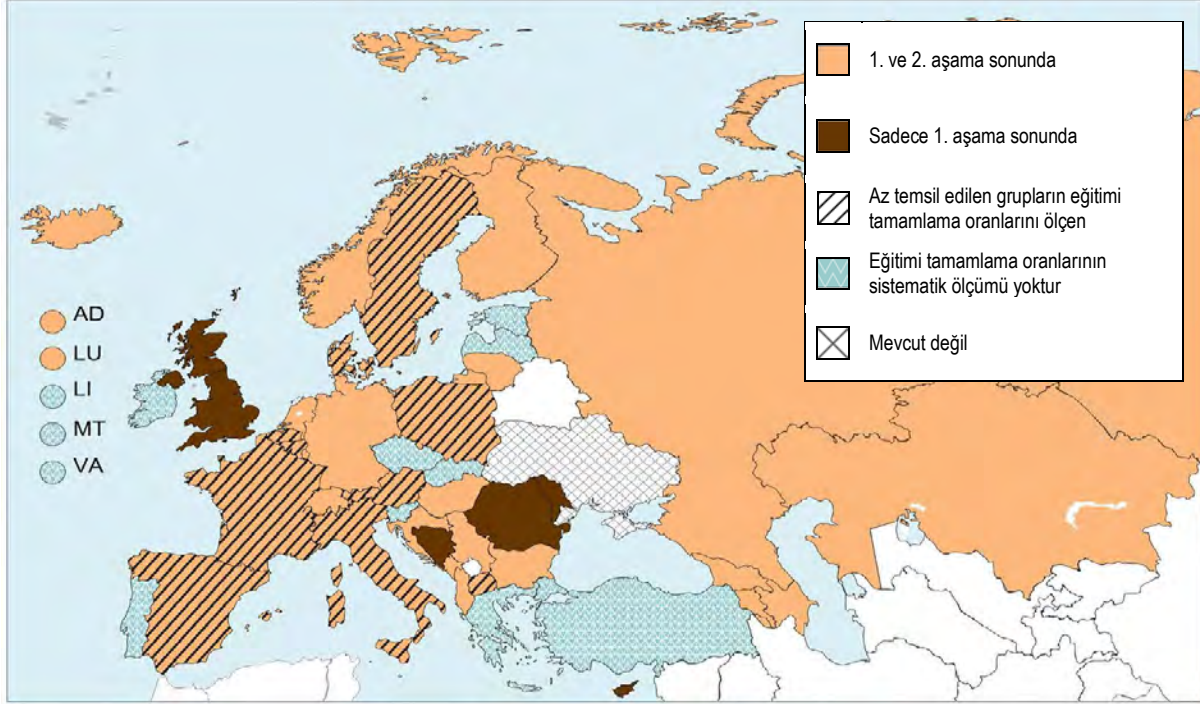 1. ve 2. aşama sonunda
Sadece 1. aşama sonunda
Az temsil edilen grupların eğitimi
tamamlama oranlarını ölçen
Eğitimi tamamlama oranlarının
sistematik ölçümü yoktur
Mevcut değil
AD
LU
LI
MT
VA